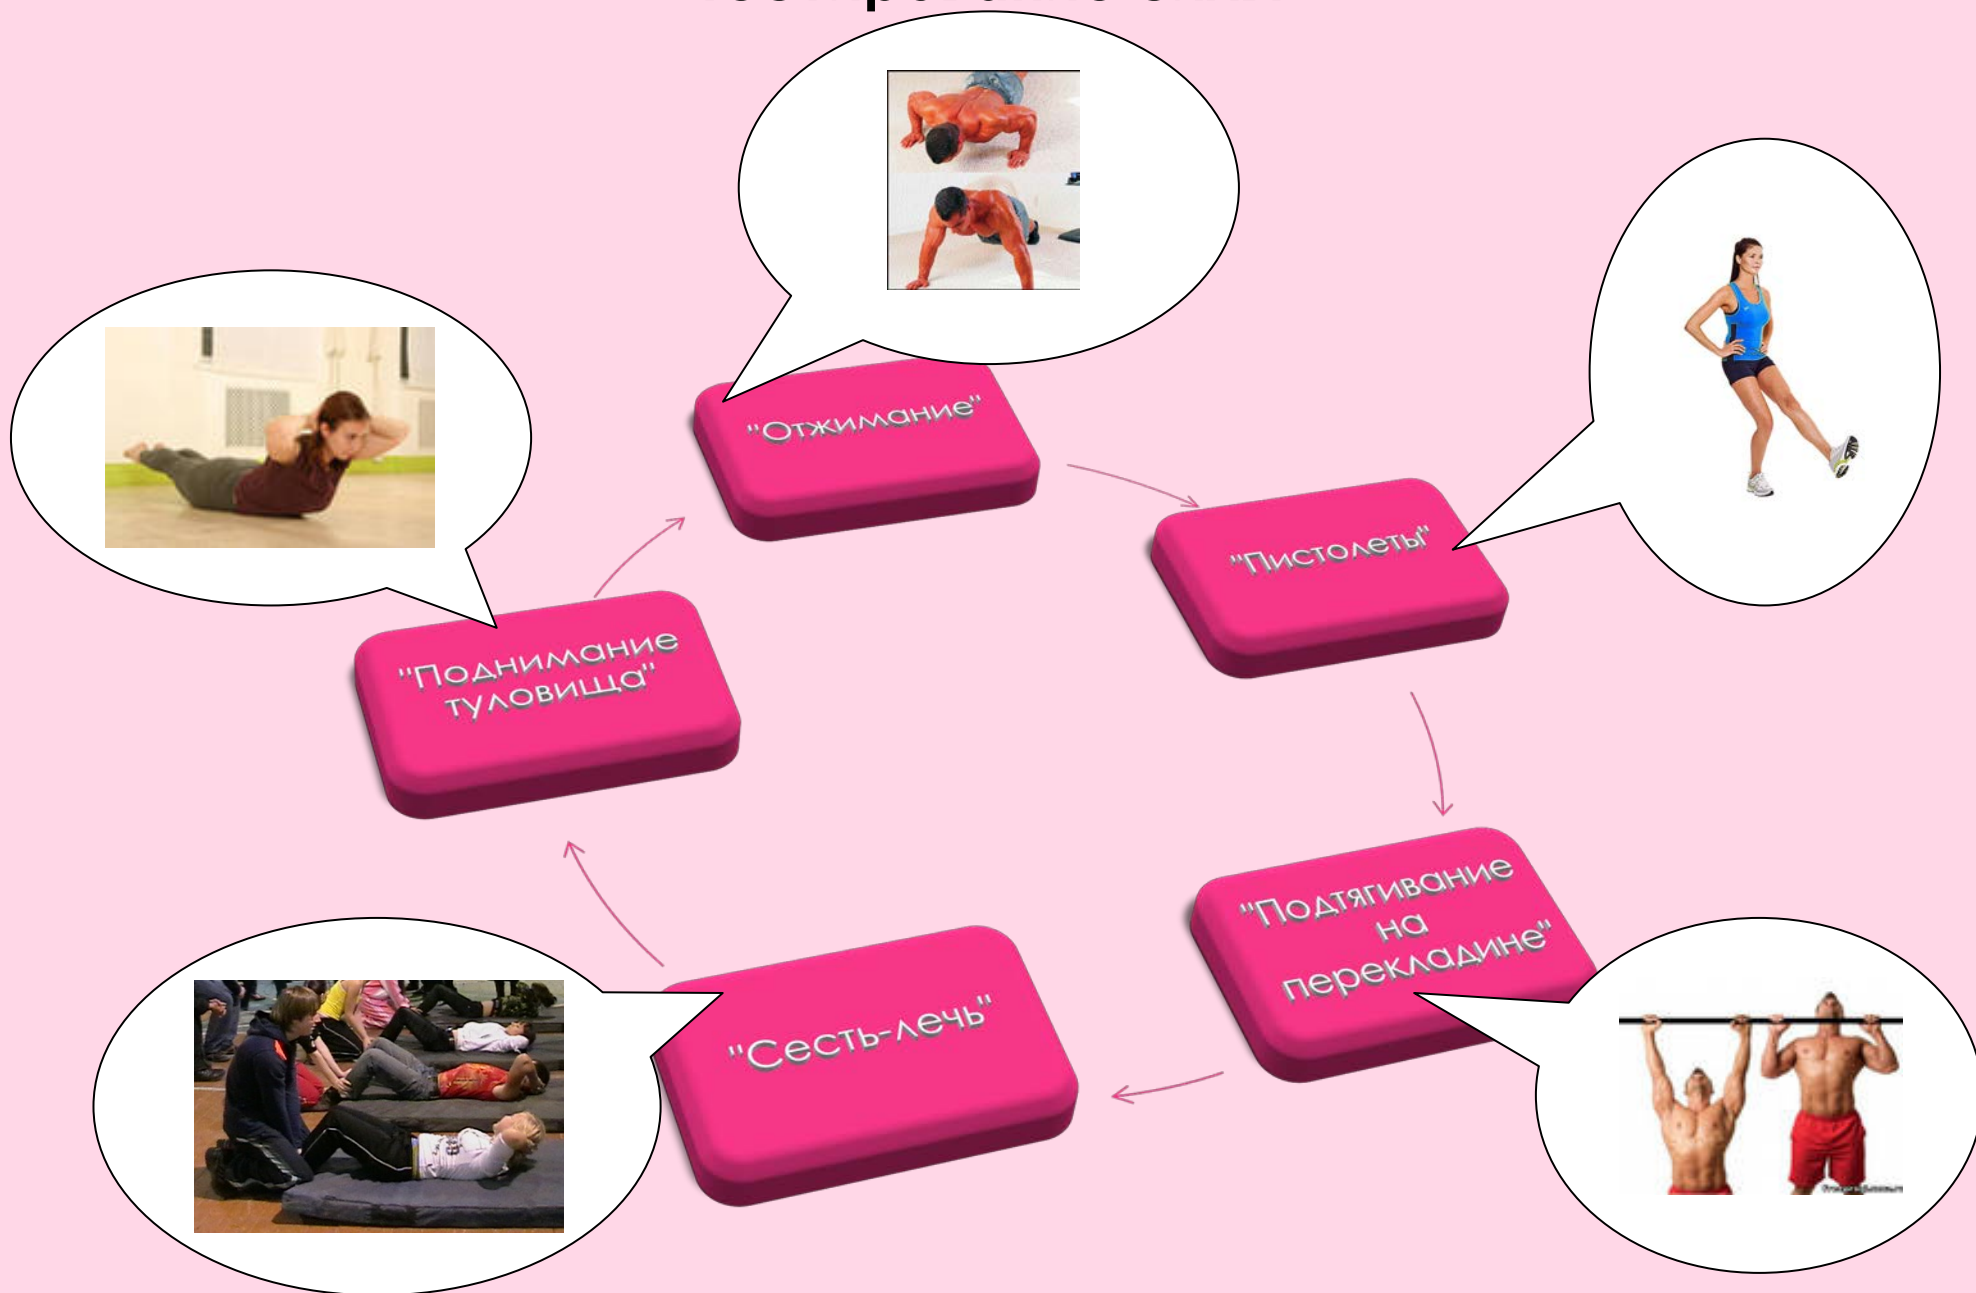 "Отжимание"
"Пистолеты"
"Поднимание
туловища"
"Подтягивание
на
перекладине"
"Сесть-лечь"